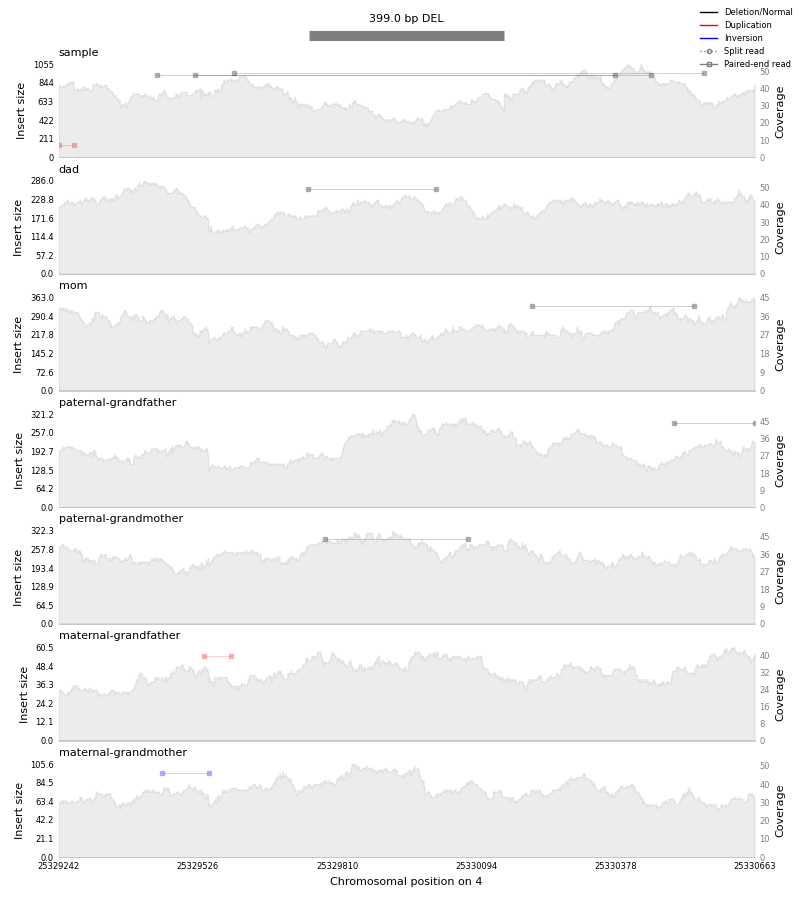 399.0 bp DEL
Deletion/Normal
Duplication
Inversion
Split read
Paired-end read
sample
1055
844
633
422
211
0
Insert size
50
40
30
20
10
0
Coverage
dad
286.0
228.8
171.6
114.4
57.2
0.0
Insert size
50
40
30
20
10
0
Coverage
mom
363.0
290.4
217.8
145.2
72.6
0.0
Insert size
45
36
27
18
9
0
Coverage
paternal-grandfather
321.2
257.0
192.7
128.5
64.2
0.0
Insert size
45
36
27
18
9
0
Coverage
paternal-grandmother
322.3
257.8
193.4
128.9
64.5
0.0
Insert size
45
36
27
18
9
0
Coverage
maternal-grandfather
60.5
48.4
36.3
24.2
12.1
0.0
Insert size
40
32
24
16
8
0
Coverage
maternal-grandmother
105.6
84.5
63.4
42.2
21.1
0.0
Insert size
50
40
30
20
10
0
Coverage
25329242 25329526 25329810 25330094 25330378 25330663
Chromosomal position on 4